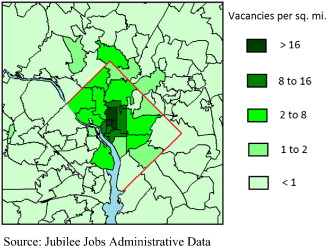 Vacancies per sq. mi.
> 16
8 to 16
2 to 8
1 to 2
< 1
Source: Jubilee Jobs Administrative Data